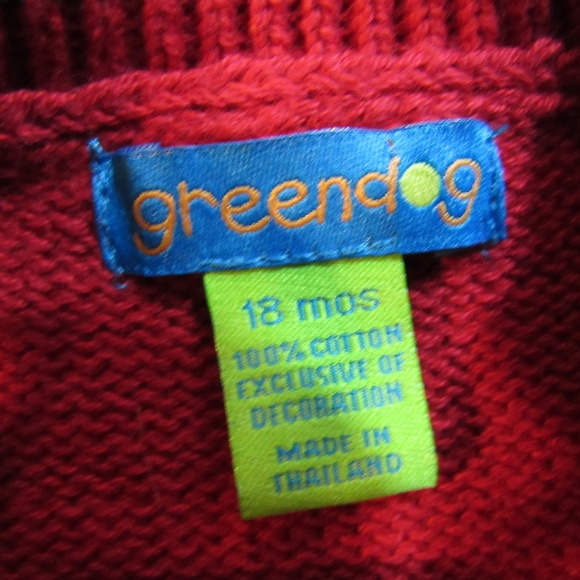 greendog
18 mos
100% COTTON
EXCLUSIVE OF
DECORATION
MADE IN
THAILAND